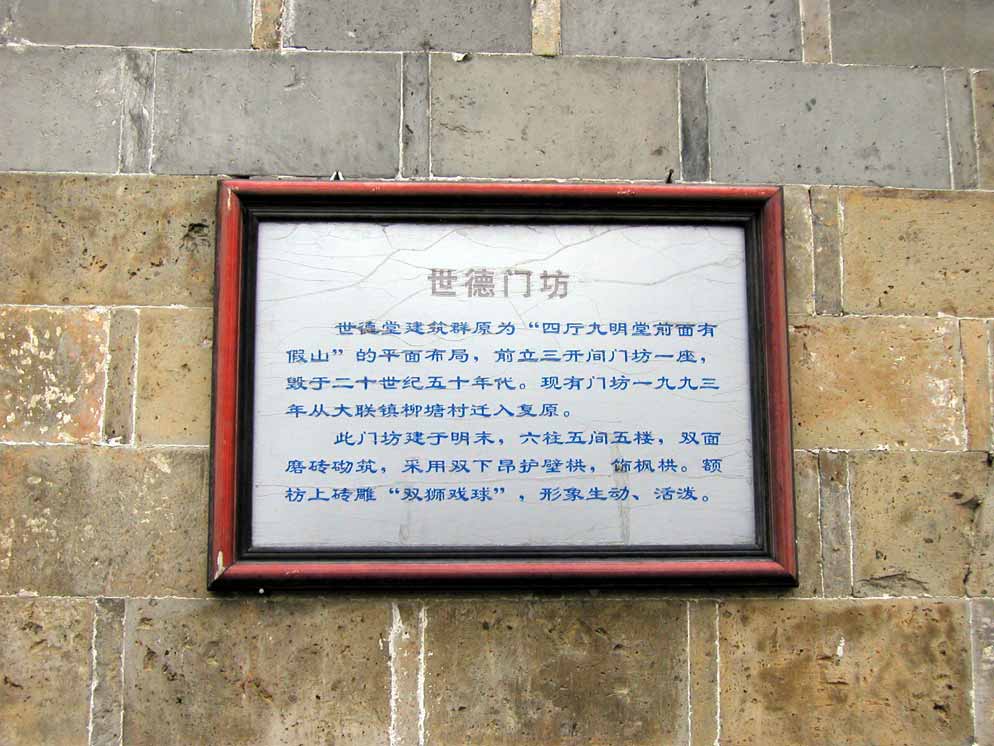 世德门坊
世德堂建筑群原为“四厅九明堂前面有
假山”的平面布局，前立三开间门坊一座，
毁于二十世纪五十年代。现有门坊一九九三
年从大联镇柳塘村迁入复原。
此门坊建于明末，六柱五间五楼，双面
磨砖砌筑，采用双下昂护壁栱，饰枫栱。额
枋上砖雕“双狮戏球”，形象生动、活泼。